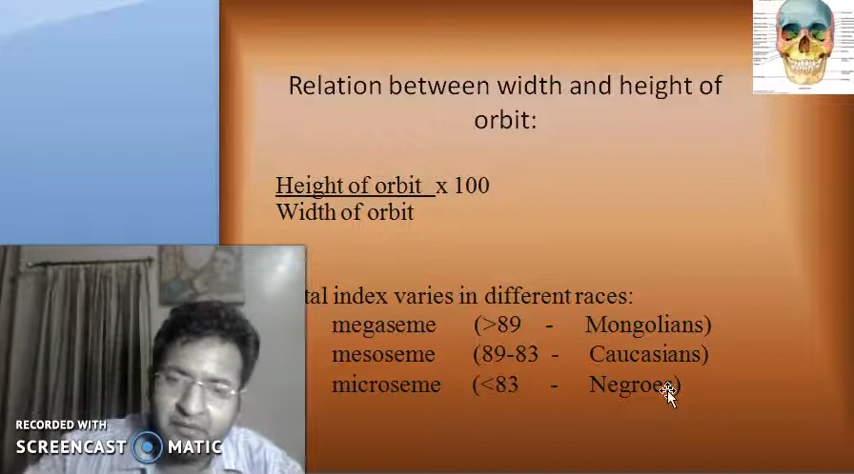 Relation between width and height of
orbit:
Height of orbit x 100
Width of orbit
tal index varies in different races:
megaseme (>89 - Mongolians)
mesoseme (89-83 - Caucasians)
microseme (<83 - Negroes)
RECORDED WITH
SCREENCAST MATIC